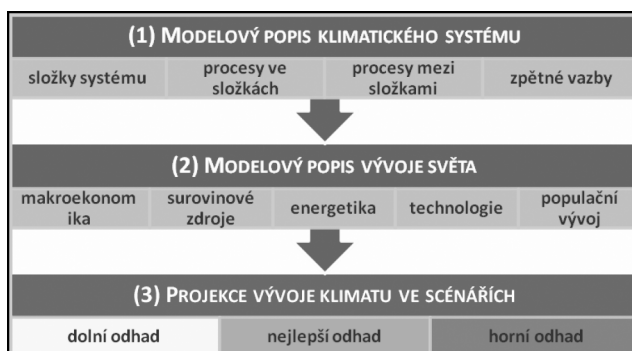 (1) MODELOVÝ POPIS KLIMATICKÉHO SYSTÉMU
složky systému
procesy ve
složkách
procesy mezi
složkami
zpětné vazby
(2) MODELOVÝ POPIS VÝVOJE SVĚTA
makroekonom
ika
surovinové
zdroje
energetika
technologie
populační
vývoj
(3) PROJEKCE VÝVOJE KLIMATU VE SCÉNÁŘÍCH
dolní odhad
nejlepší odhad
horní odhad